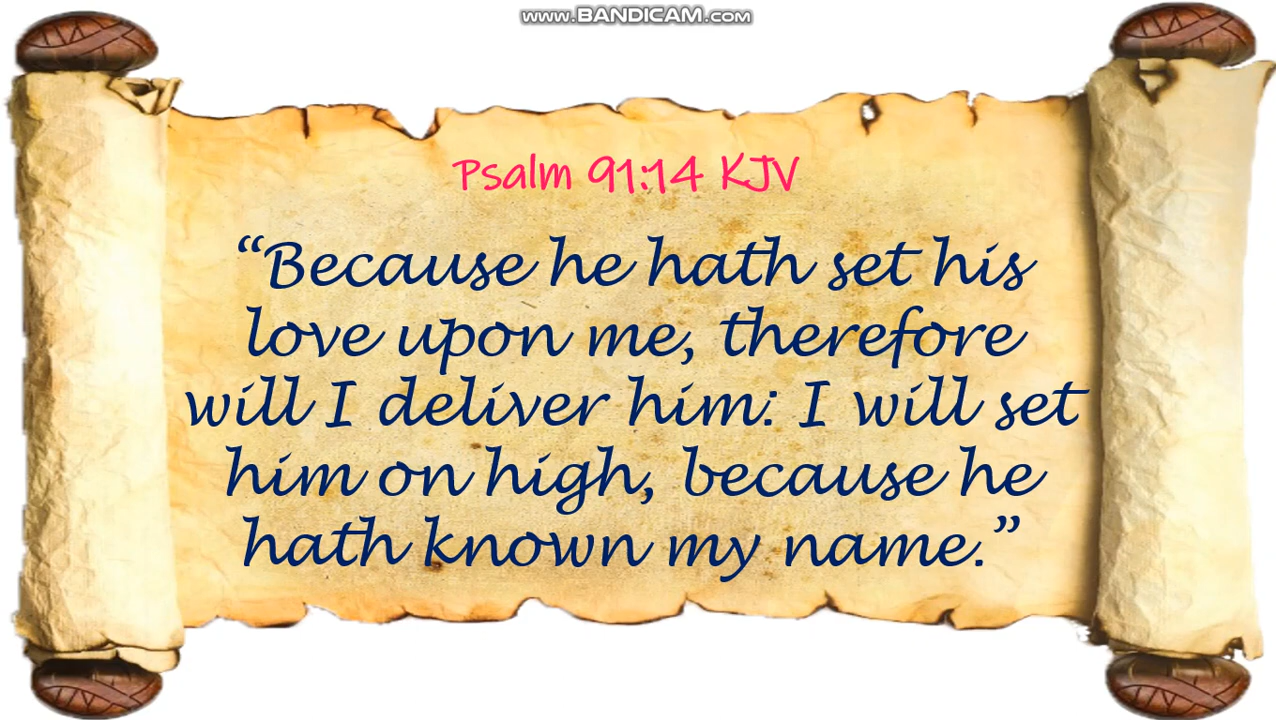 www.BANDICAM.com
Psalm 91:14 KJV
“Because he hath set his
love upon me, therefore
will I deliver him: I will set
him on high, because he
hath known my name.”